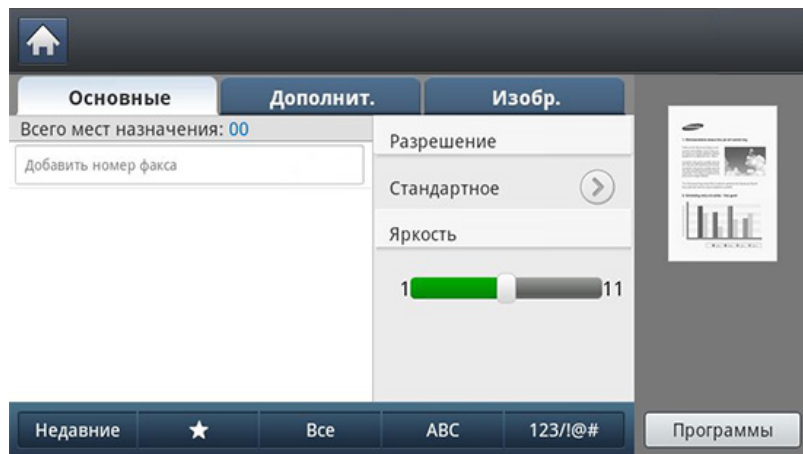 Основные
Дополнит.
Изобр.
Всего мест назначения: 00
Добавить номер факса
Разрешение
Стандартное
Яркость
1 11
Недавние ★ Все ABC 123/!@#
Программы